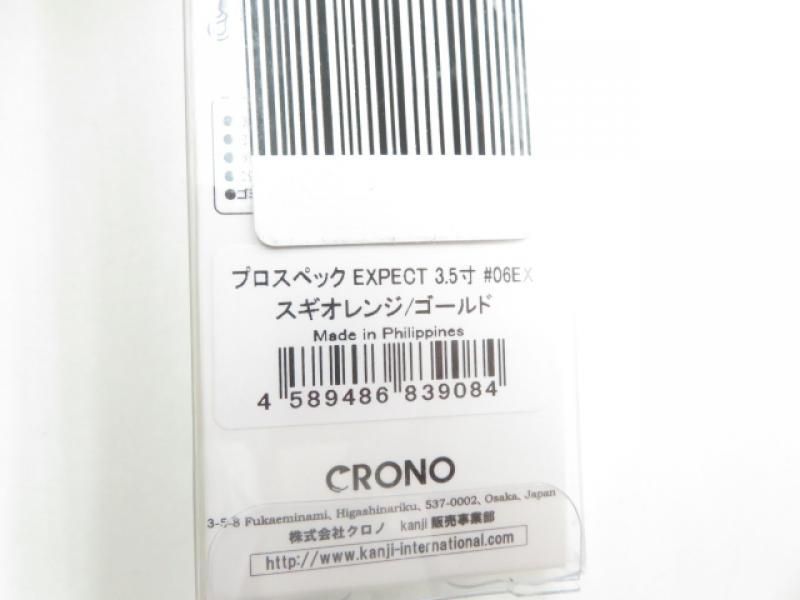 プロスペック EXPECT 3.5寸 #06EX
スギオレンジ/ゴールド
Made in Philippines
4 589486 839084
CRONO
3-5-8 Fukaeminami, Higashinariku, 537-0002, Osaka, Japan
株式会社クロノ kanji 販売事業部
http://www.kanji-international.com